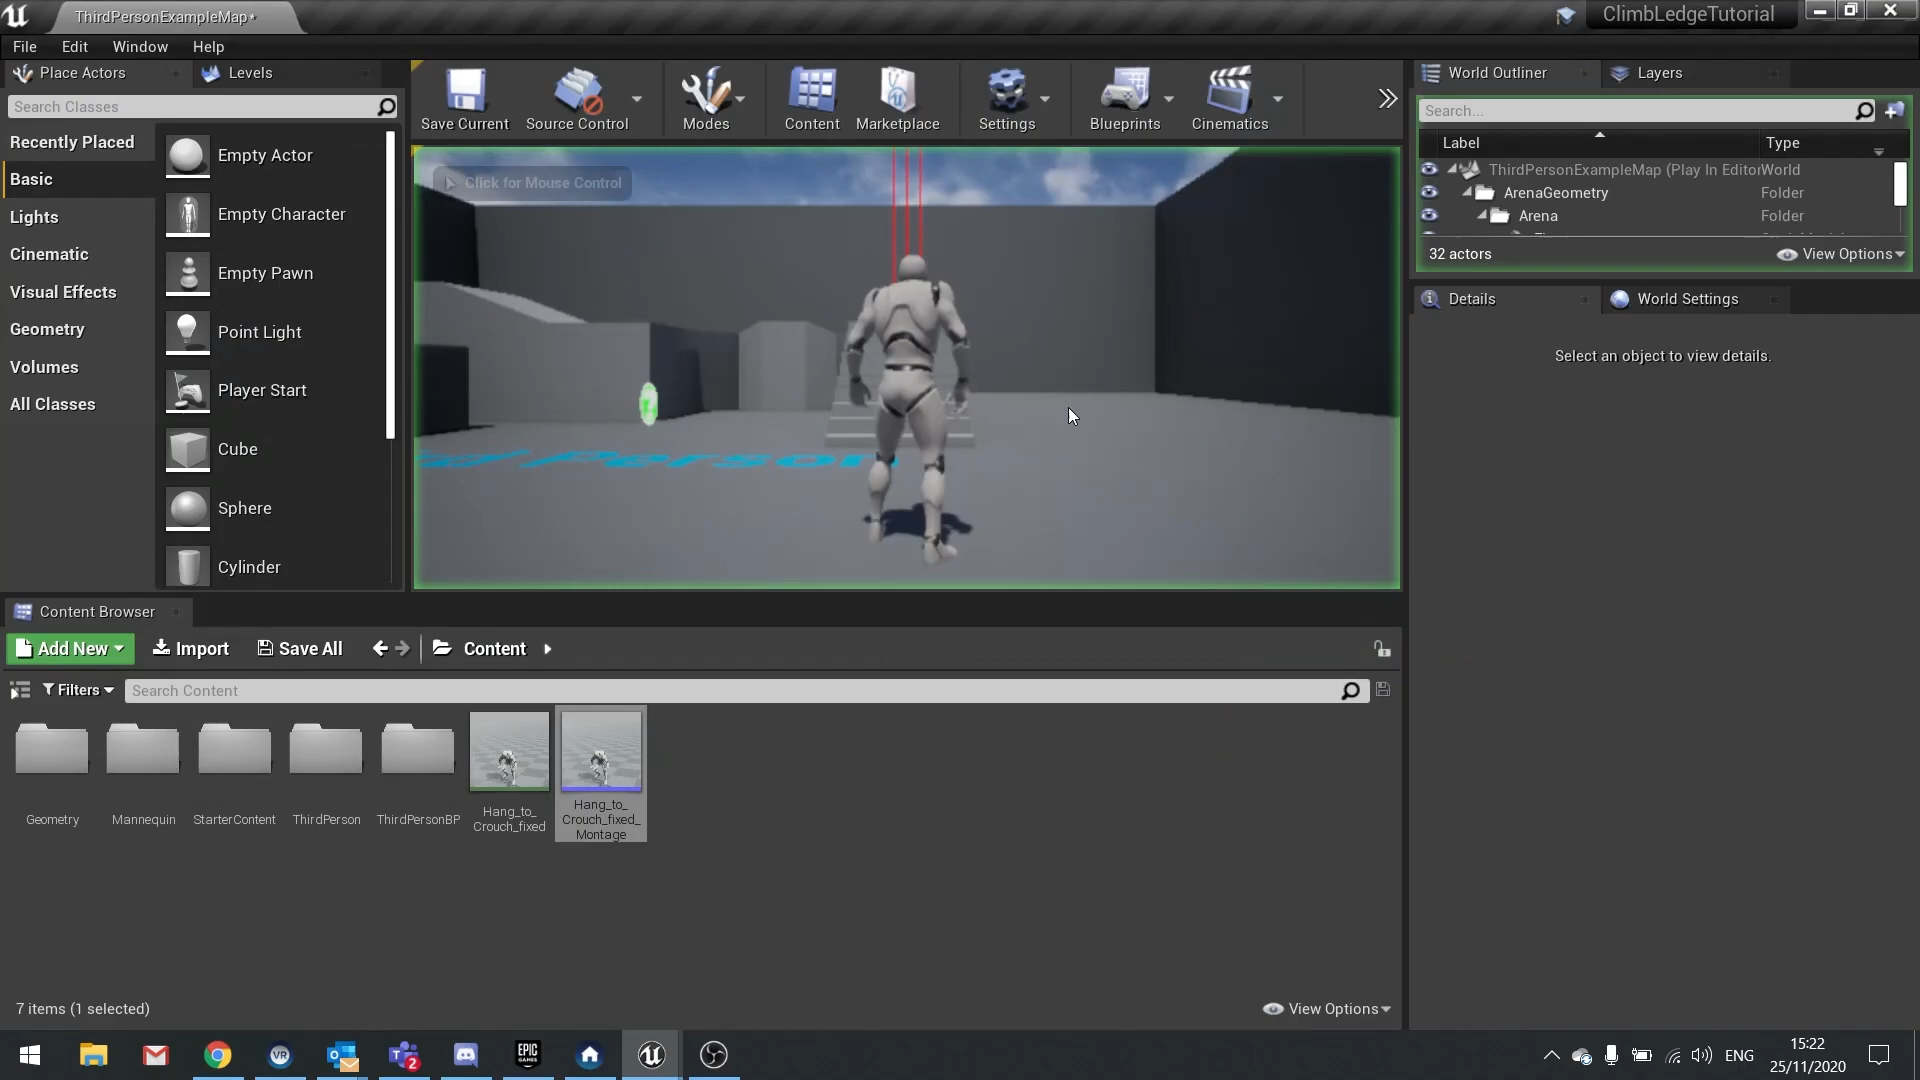 ThirdPersonExampleMap*
ClimbLedgeTutorial
File Edit Window Help
Place Actors Levels
Search Classes
Recently Placed
Basic
Lights
Cinematic
Visual Effects
Geometry
Volumes
All Classes
Empty Actor
Empty Character
Empty Pawn
Point Light
Player Start
Cube
Sphere
Cylinder
Save Current Source Control Modes Content Marketplace Settings Blueprints Cinematics
Click for Mouse Control
Person
World Outliner Layers
Search...
Label Type
ThirdPersonExampleMap (Play In Editor World
ArenaGeometry Folder
Arena Folder
32 actors View Options
Details World Settings
Select an object to view details.
Content Browser
Add New Import Save All Content
Filters Search Content
Geometry
Mannequin
StarterContent
ThirdPerson
ThirdPersonBP
Hang_to_
Crouch_fixed
Hang_to_
Crouch_fixed_
Montage
7 items (1 selected) View Options
VR
2
EPIC
GAMES
ENG
15:22
25/11/2020